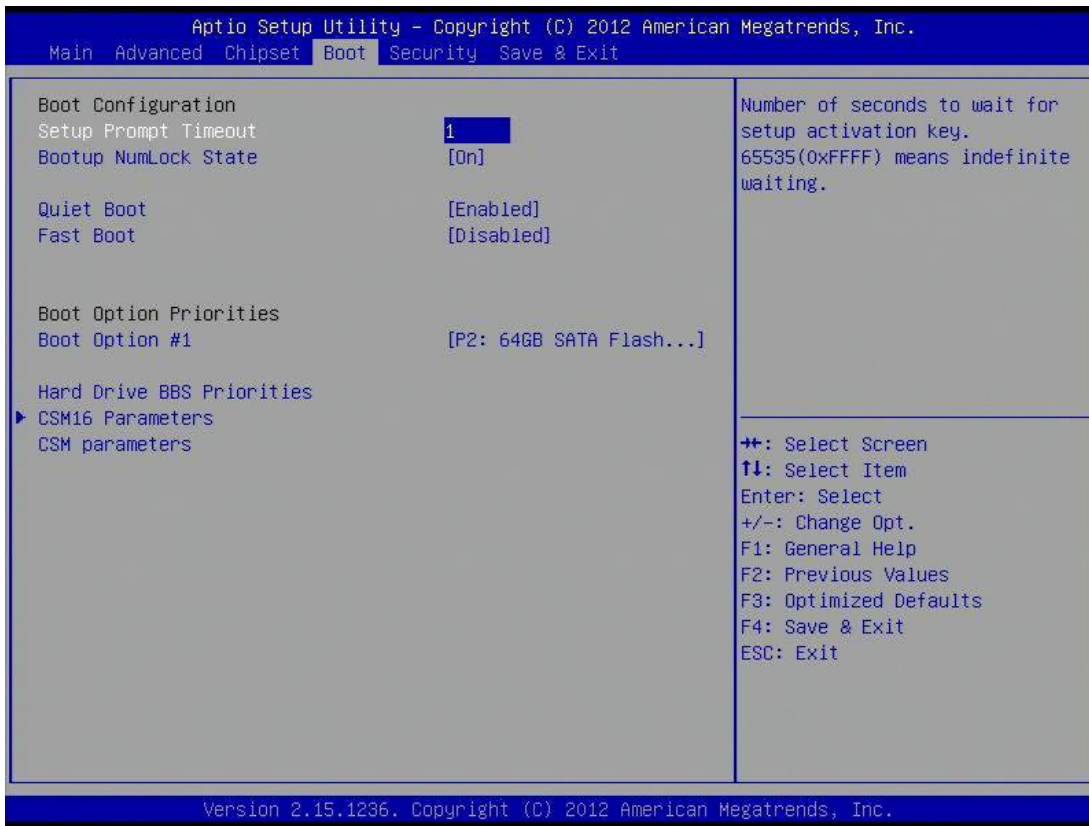 Aptio Setup Utility – Copyright (C) 2012 American Megatrends, Inc.
Main Advanced Chipset Boot Security Save & Exit
Boot Configuration
Setup Prompt Timeout 1
Bootup NumLock State [On]
Quiet Boot [Enabled]
Fast Boot [Disabled]
Boot Option Priorities
Boot Option #1 [P2: 64GB SATA Flash...]
Hard Drive BBS Priorities
CSM16 Parameters
CSM parameters
Number of seconds to wait for
setup activation key.
65535(0xFFFF) means indefinite
waiting.
→←: Select Screen
↑↓: Select Item
Enter: Select
+/-: Change Opt.
F1: General Help
F2: Previous Values
F3: Optimized Defaults
F4: Save & Exit
ESC: Exit
Version 2.15.1236. Copyright (C) 2012 American Megatrends, Inc.